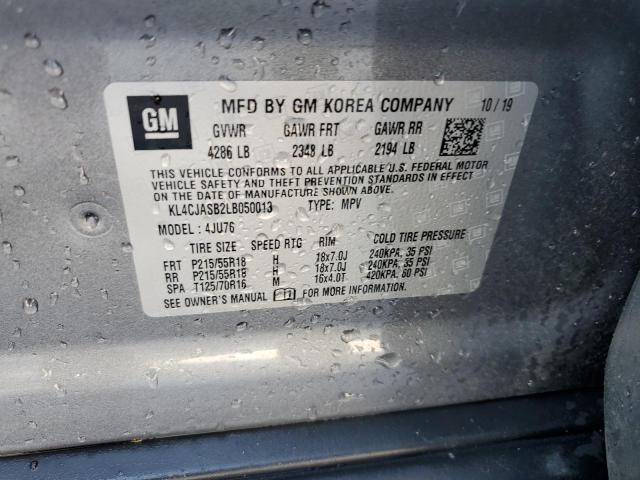 GM MFD BY GM KOREA COMPANY 10/19
GVWR GAWR FRT GAWR RR
4286 LB 2348 LB 2194 LB
THIS VEHICLE CONFORMS TO ALL APPLICABLE U.S. FEDERAL MOTOR
VEHICLE SAFETY AND THEFT PREVENTION STANDARDS IN EFFECT
ON THE DATE OF MANUFACTURE SHOWN ABOVE.
KL4CJASB2LB050013 TYPE: MPV
MODEL: 4JU76
TIRE SIZE SPEED RTG RIM COLD TIRE PRESSURE
FRT P215/55R18 H 18x7.0J 240KPA, 35 PSI
RR P215/55R18 H 18x7.0J 240KPA, 35 PSI
SPA T125/70R16 M 16x4.0T 420KPA, 60 PSI
SEE OWNER'S MANUAL FOR MORE INFORMATION.